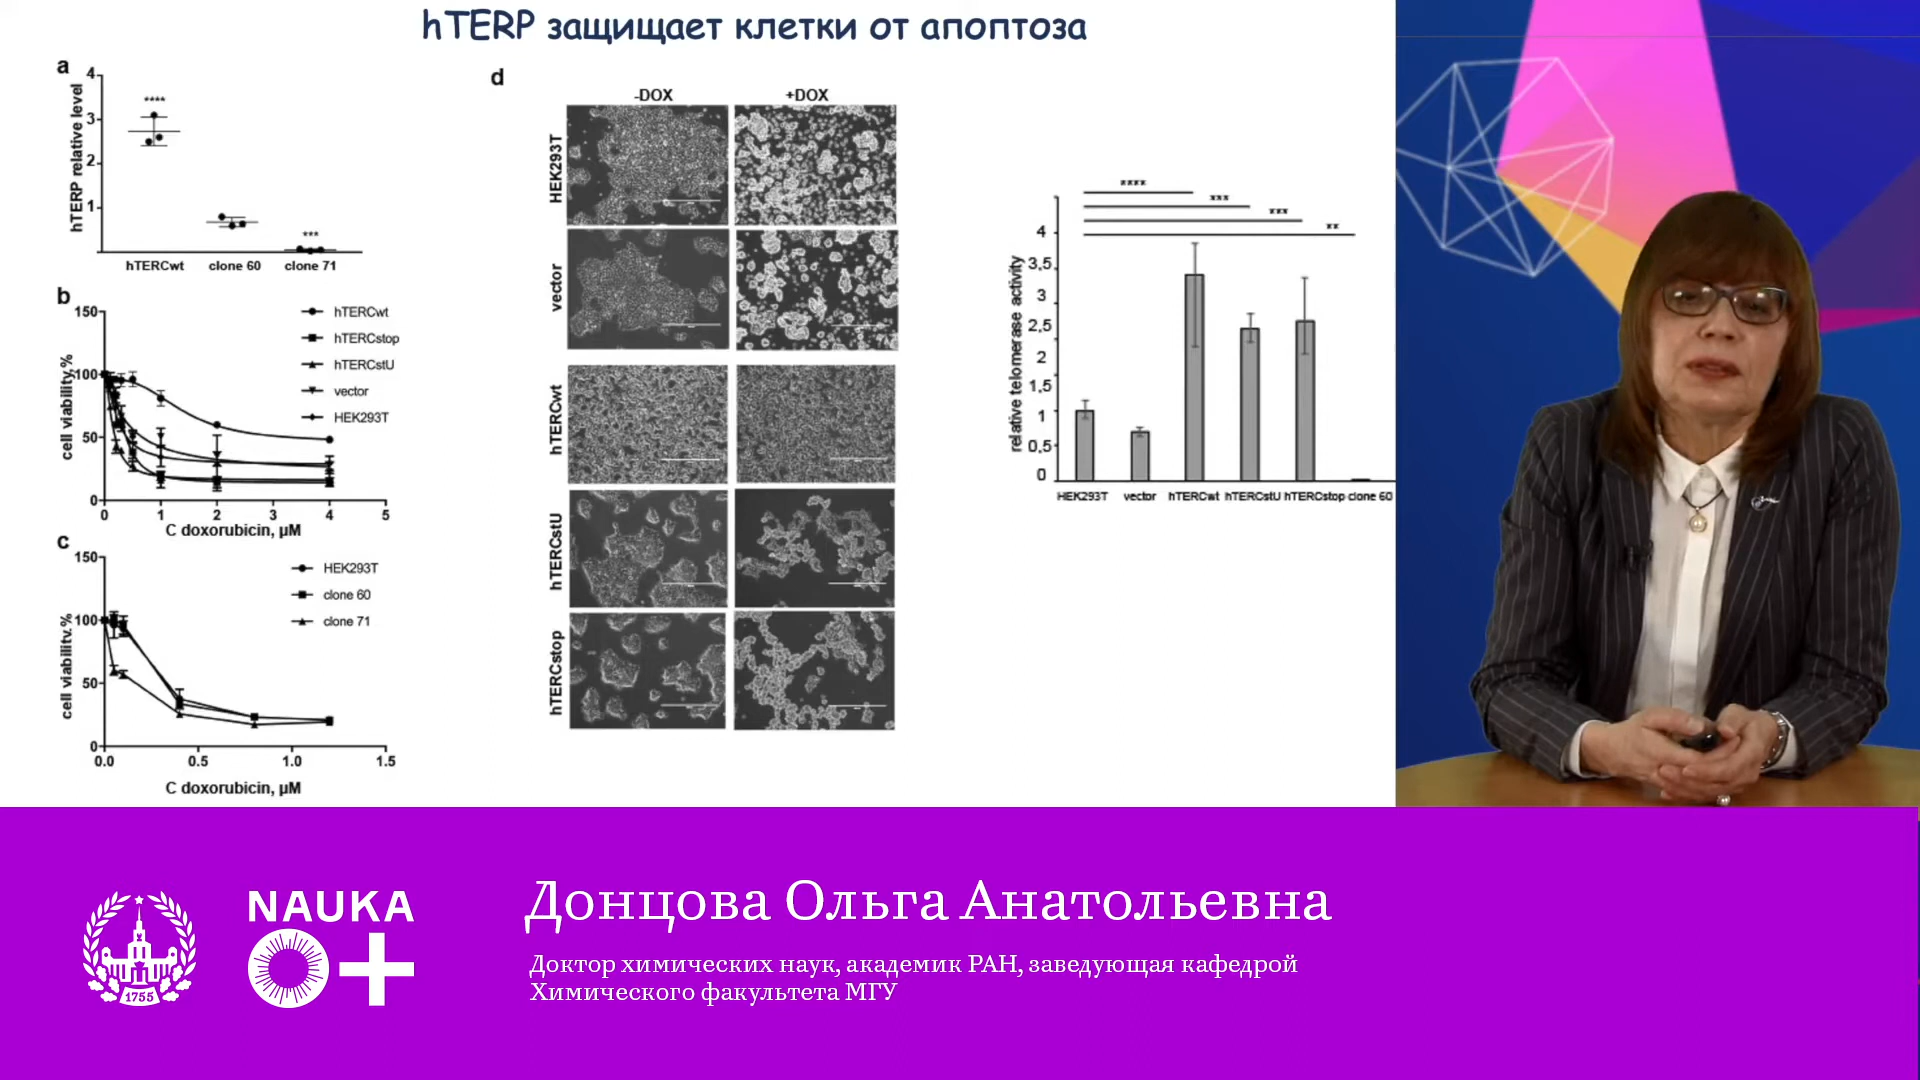 hTERP защищает клетки от апоптоза
a
hTERP relative level
4
3
2
1
****
***
hTERCwt clone 60 clone 71
b
cell viability,%
150
100
50
0
0 1 2 3 4 5
C doxorubicin, µM
hTERCwt
hTERCstop
hTERCstU
vector
HEK293T
c
cell viability,%
150
100
50
0
0.0 0.5 1.0 1.5
C doxorubicin, µM
HEK293T
clone 60
clone 71
d
-DOX +DOX
HEK293T
vector
hTERCwt
hTERCstU
hTERCstop
relative telomerase activity
4
3,5
3
2,5
2
1,5
1
0,5
0
****
***
***
**
HEK293T vector hTERCwt hTERCstU hTERCstop clone 60
1755
NAUKA
0+
Донцова Ольга Анатольевна
Доктор химических наук, академик РАН, заведующая кафедрой
Химического факультета МГУ